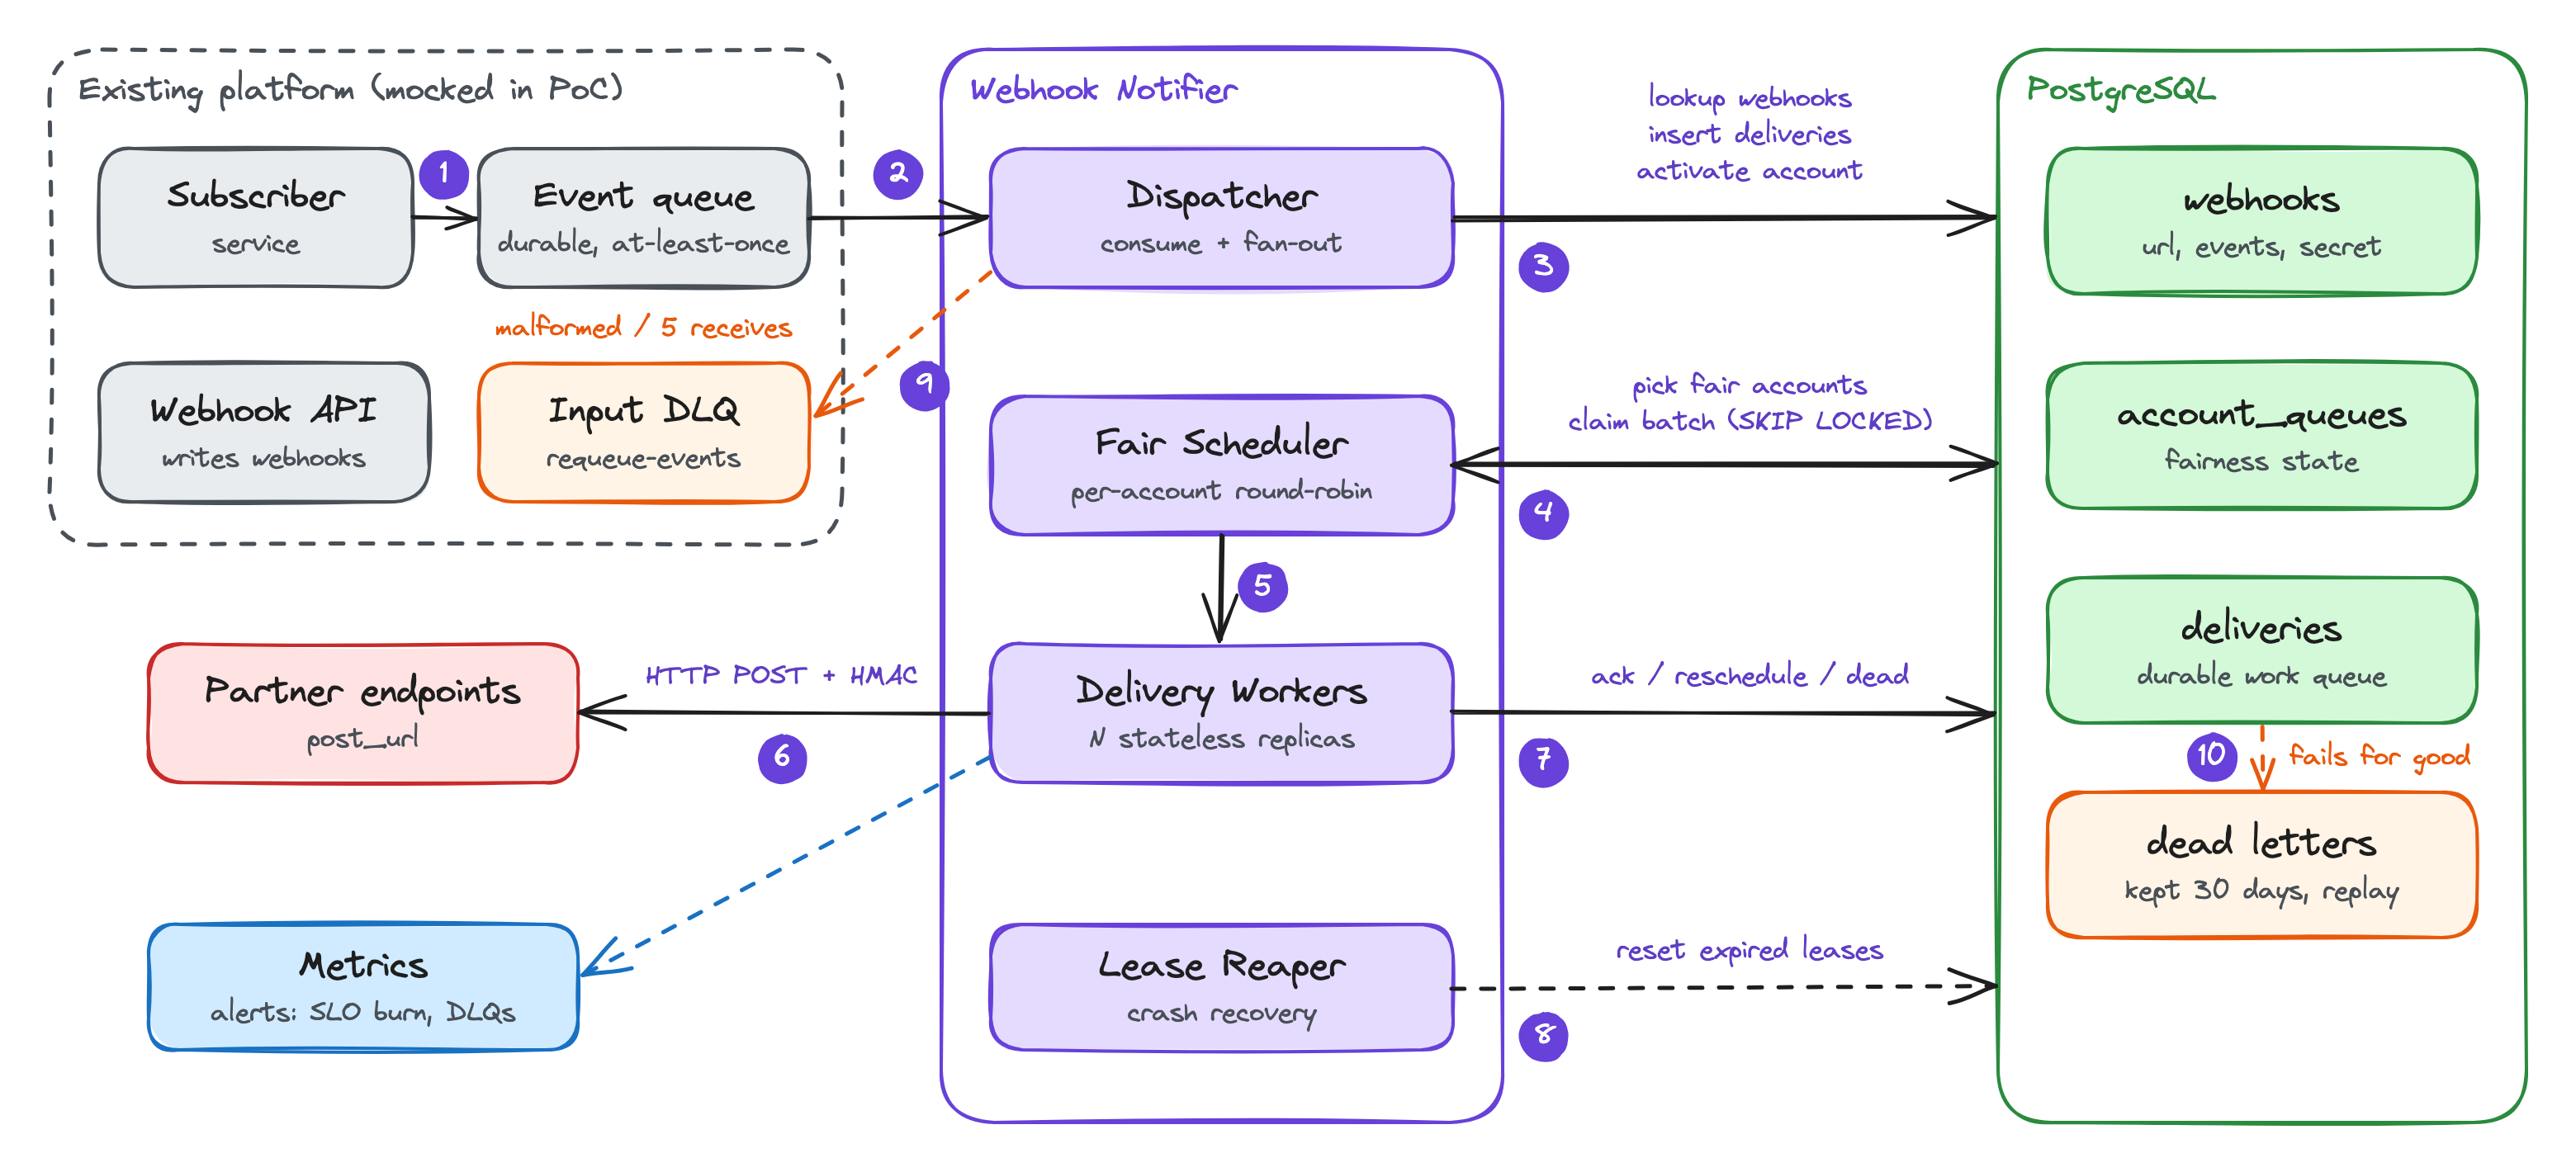 Existing platform (mocked in PoC)
Subscriber
service
1
Event queue
durable, at-least-once
malformed / 5 receives
Webhook API
writes webhooks
Input DLQ
requeue-events
2
9
Webhook Notifier
Dispatcher
consume + fan-out
Fair Scheduler
per-account round-robin
5
Delivery Workers
N stateless replicas
Lease Reaper
crash recovery
lookup webhooks
insert deliveries
activate account
3
pick fair accounts
claim batch (SKIP LOCKED)
4
ack / reschedule / dead
7
reset expired leases
8
PostgreSQL
webhooks
url, events, secret
account_queues
fairness state
deliveries
durable work queue
10
fails for good
dead letters
kept 30 days, replay
HTTP POST + HMAC
6
Partner endpoints
post_url
Metrics
alerts: SLO burn, DLQs